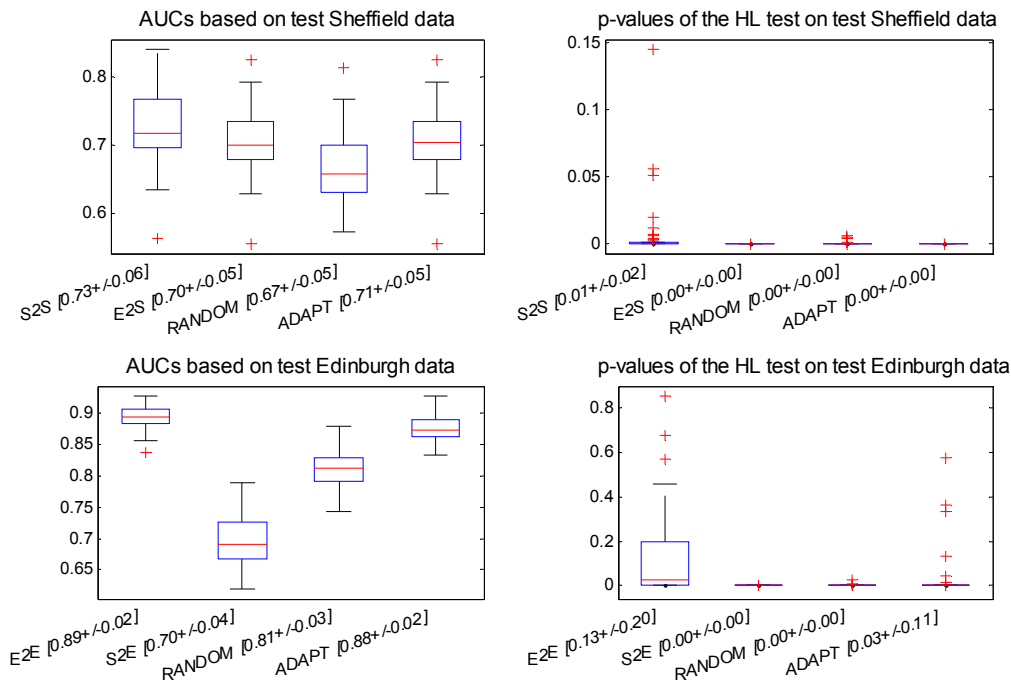 AUCs based on test Sheffield data
0.8
0.7
0.6
S2S [0.73+/-0.06]
E2S [0.70+/-0.05]
RANDOM [0.67+/-0.05]
ADAPT [0.71+/-0.05]
p-values of the HL test on test Sheffield data
0.15
0.1
0.05
0
S2S [0.01+/-0.02]
E2S [0.00+/-0.00]
RANDOM [0.00+/-0.00]
ADAPT [0.00+/-0.00]
AUCs based on test Edinburgh data
0.9
0.85
0.8
0.75
0.7
0.65
E2E [0.89+/-0.02]
S2E [0.70+/-0.04]
RANDOM [0.81+/-0.03]
ADAPT [0.88+/-0.02]
p-values of the HL test on test Edinburgh data
0.8
0.6
0.4
0.2
0
E2E [0.13+/-0.20]
S2E [0.00+/-0.00]
RANDOM [0.00+/-0.00]
ADAPT [0.03+/-0.11]